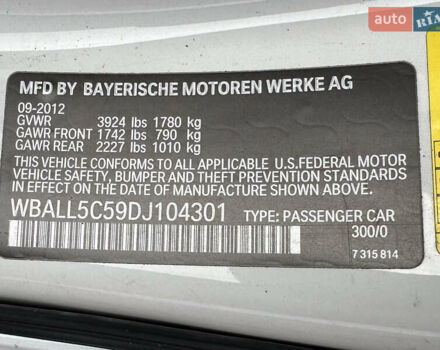 AUTO RIA
MFD BY BAYERISCHE MOTOREN WERKE AG
09-2012
GVWR 3924 lbs 1780 kg
GAWR FRONT 1742 lbs 790 kg
GAWR REAR 2227 lbs 1010 kg
THIS CAR CONFORMS TO ALL APPLICABLE U.S.FEDERAL MOTOR
VEHICLE SAFETY, BUMPER AND THEFT PREVENTION STANDARDS
IN EFFECT ON THE DATE OF MANUFACTURE SHOWN ABOVE.
WBALL5C59DJ104301 TYPE: PASSENGER CAR
300/0
7 315 814